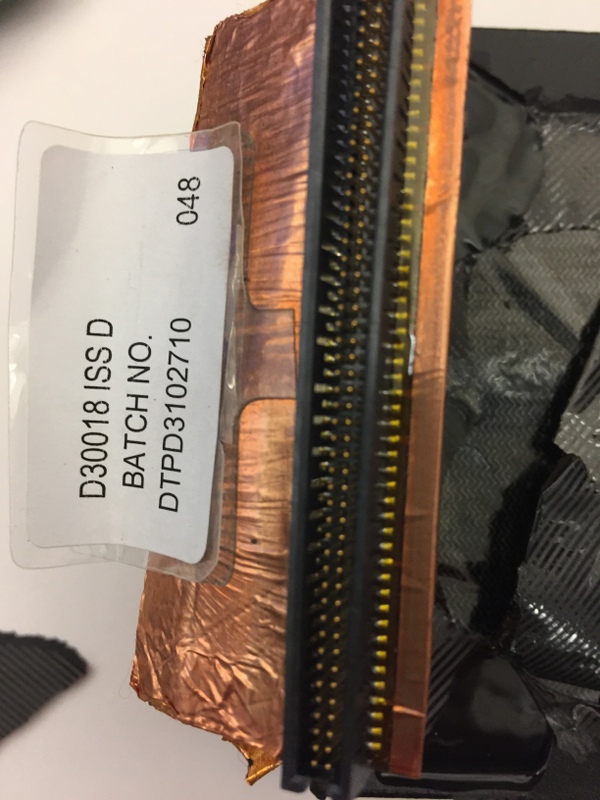 D30018 ISS D
BATCH NO.
DTPD3102710 048